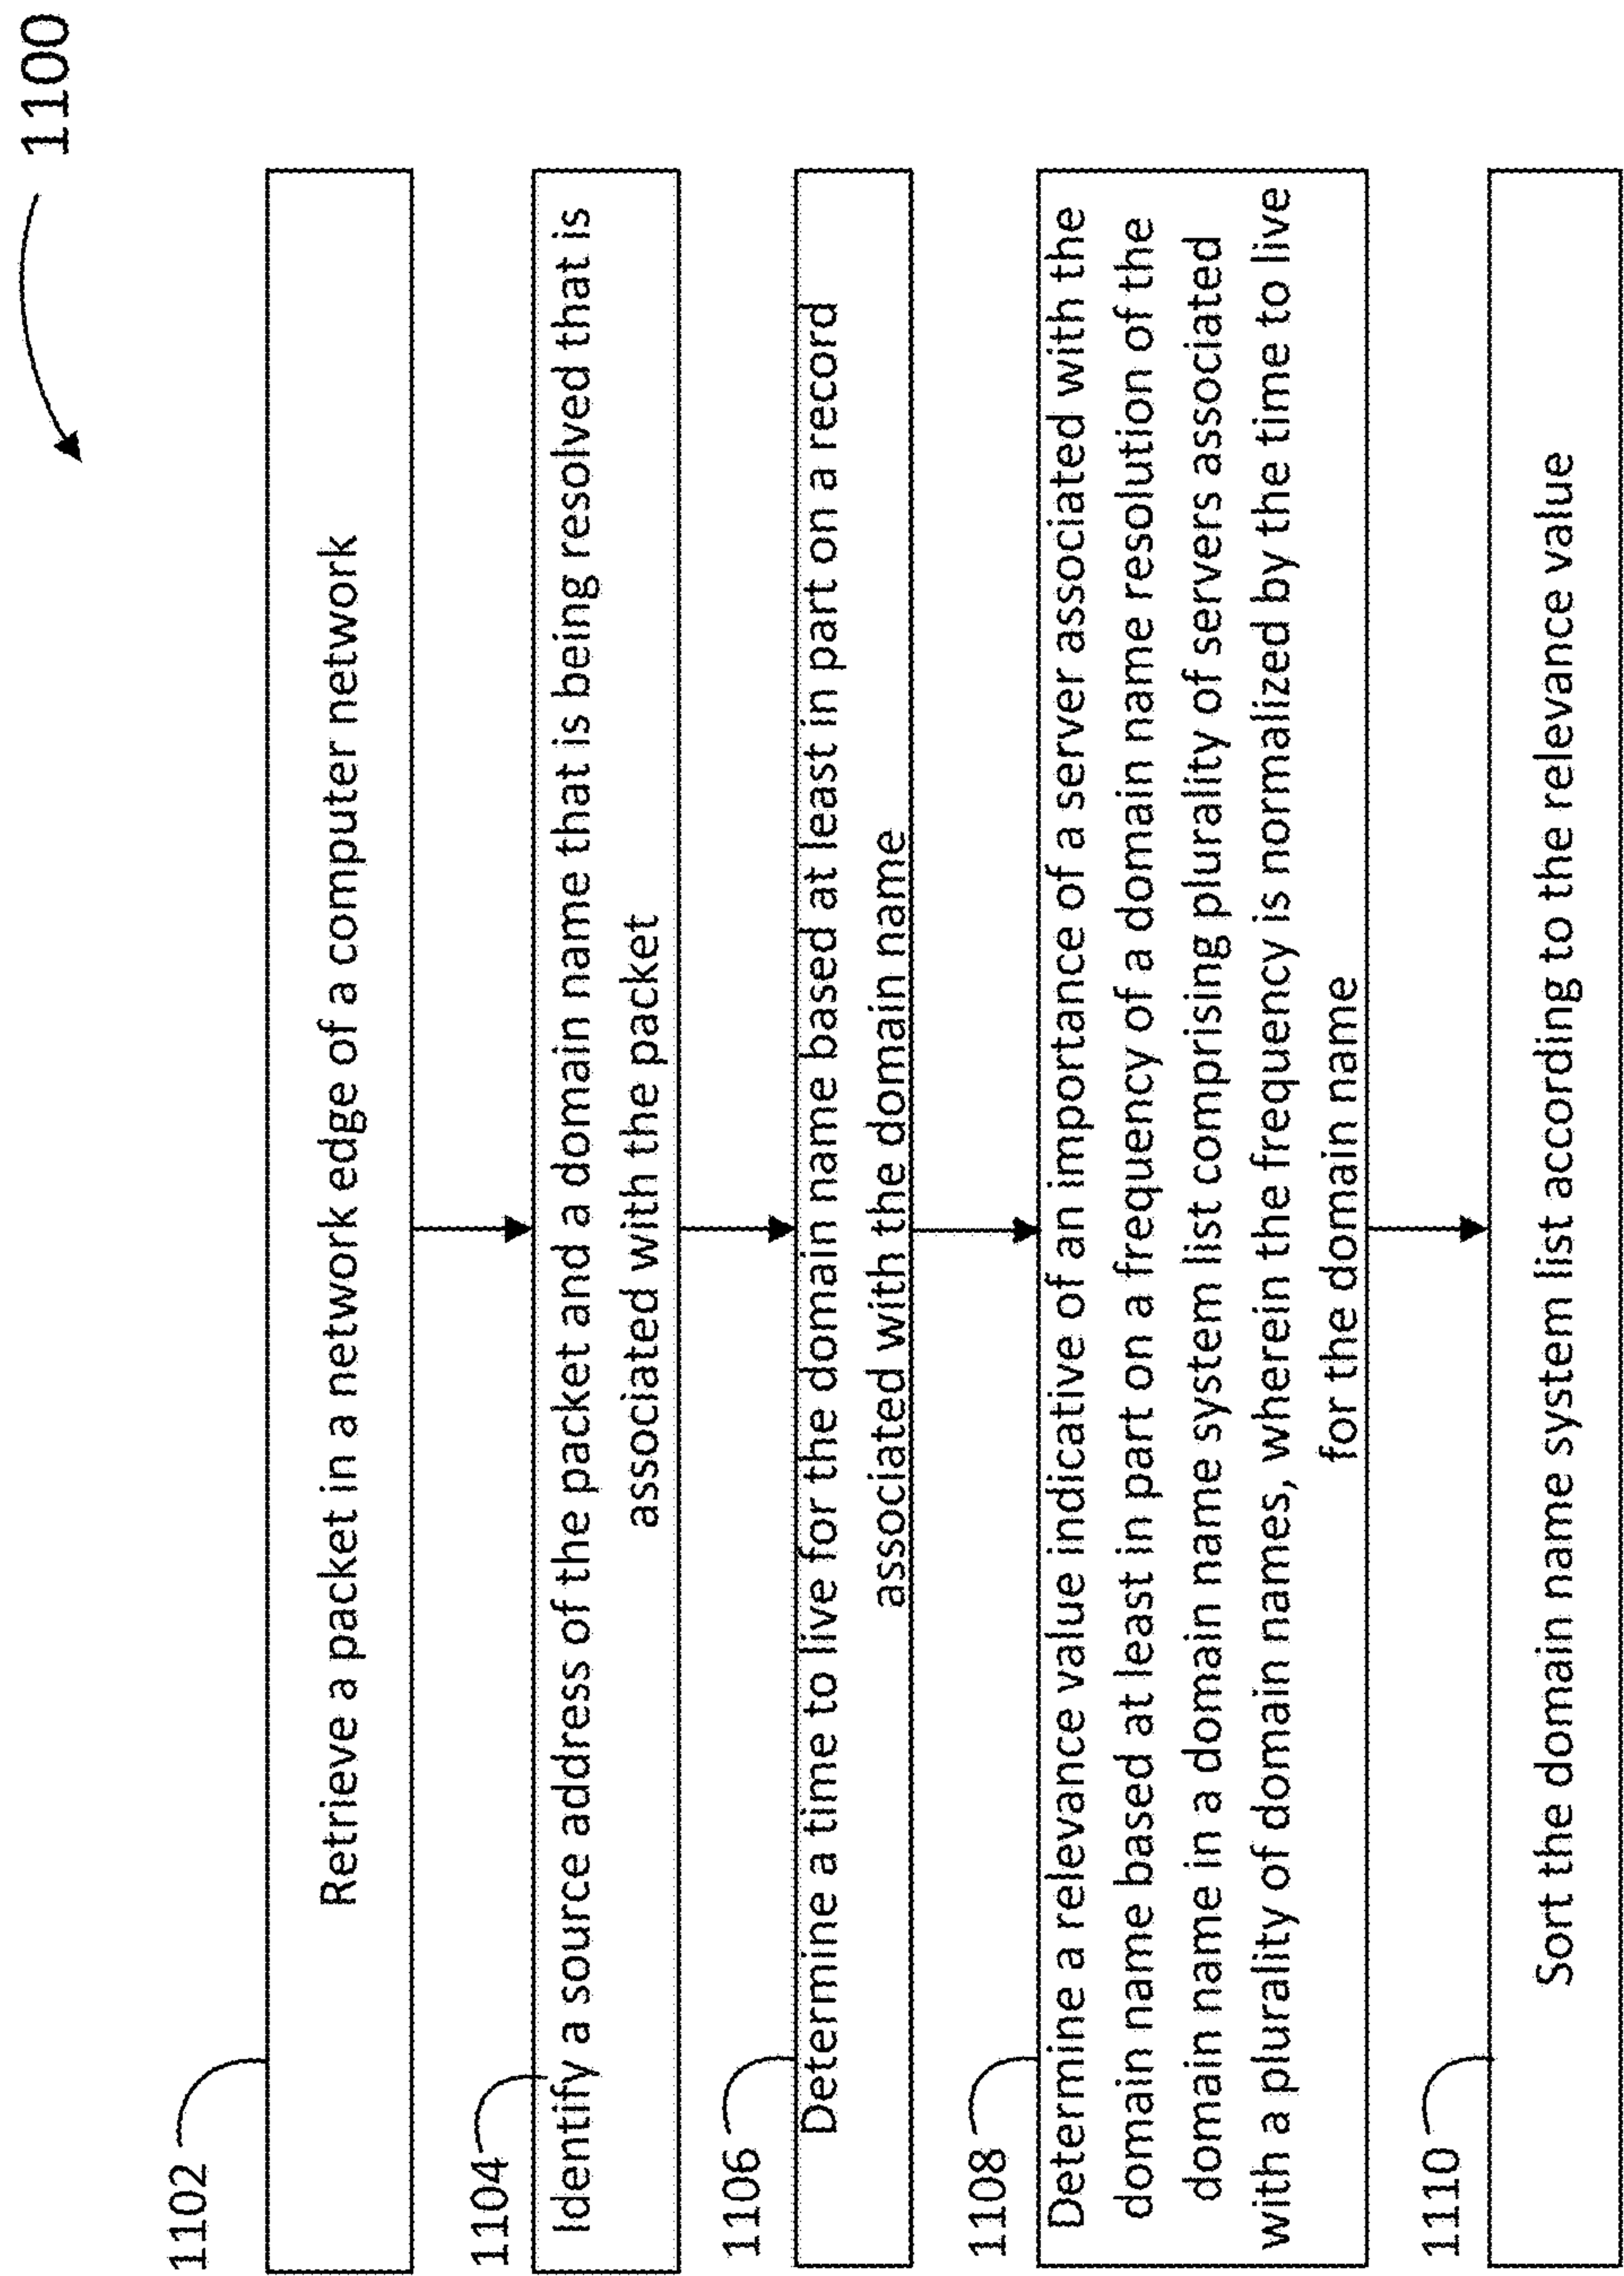 1100
1102
Retrieve a packet in a network edge of a computer network
1104
Identify a source address of the packet and a domain name that is being resolved that is
associated with the packet
1106
Determine a time to live for the domain name based at least in part on a record
associated with the domain name
1108
Determine a relevance value indicative of an importance of a server associated with the
domain name based at least in part on a frequency of a domain name resolution of the
domain name in a domain name system list comprising plurality of servers associated
with a plurality of domain names, wherein the frequency is normalized by the time to live
for the domain name
1110
Sort the domain name system list according to the relevance value